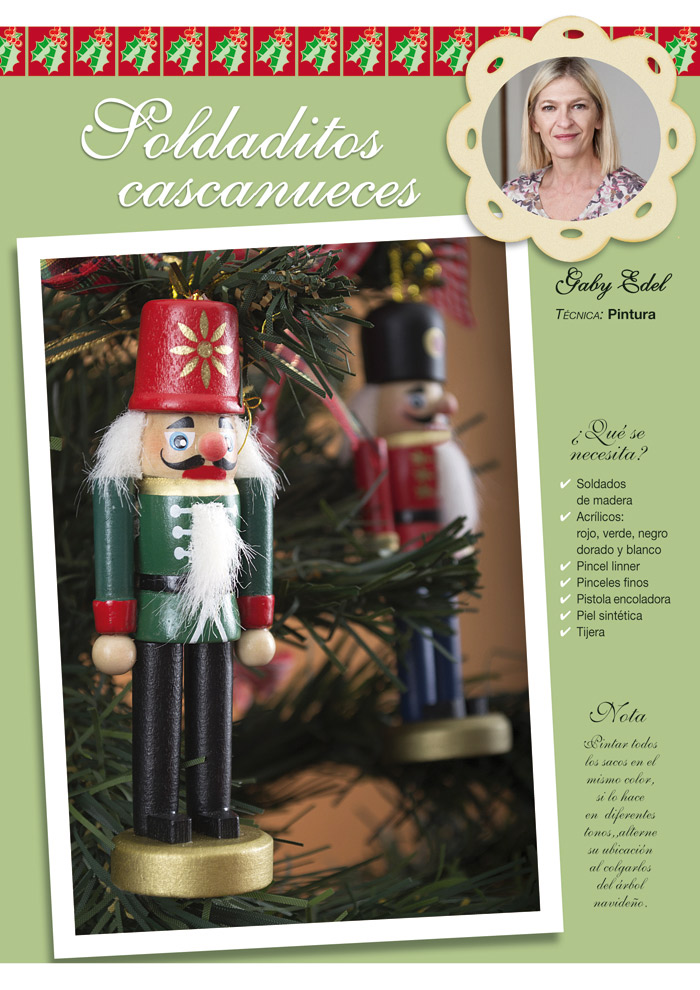 Soldaditos
cascanueces
Gaby Edel
TÉCNICA: Pintura
¿Qué se
necesita?
✔ Soldados
de madera
✔ Acrílicos:
rojo, verde, negro
dorado y blanco
✔ Pincel linner
✔ Pinceles finos
✔ Pistola encoladora
✔ Piel sintética
✔ Tijera
Nota
Pintar todos
los sacos en el
mismo color,
si lo hace
en diferentes
tonos,,alterne
su ubicación
al colgarlos
del árbol
navideño.